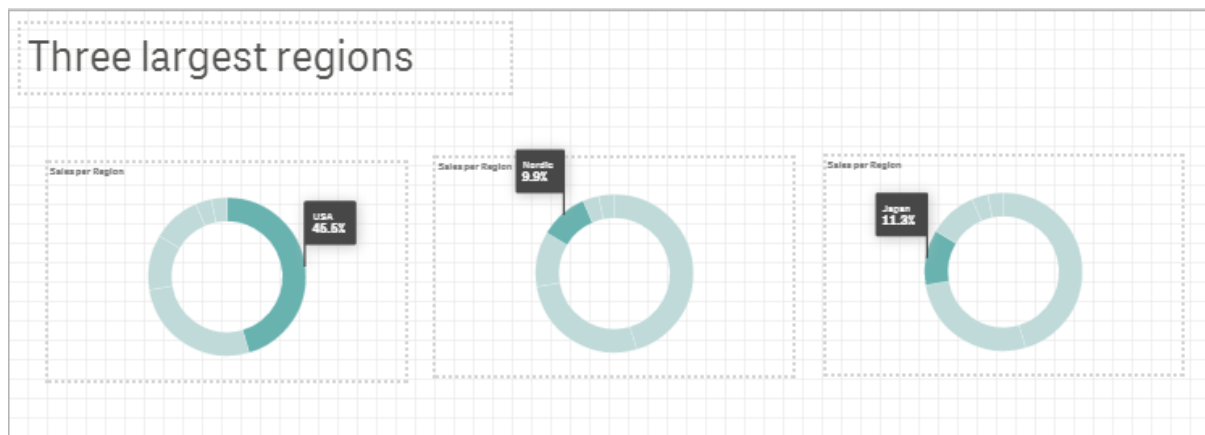 Three largest regions
Sales per Region
USA
45.5%
Sales per Region
Nordic
9.9%
Sales per Region
Japan
11.3%